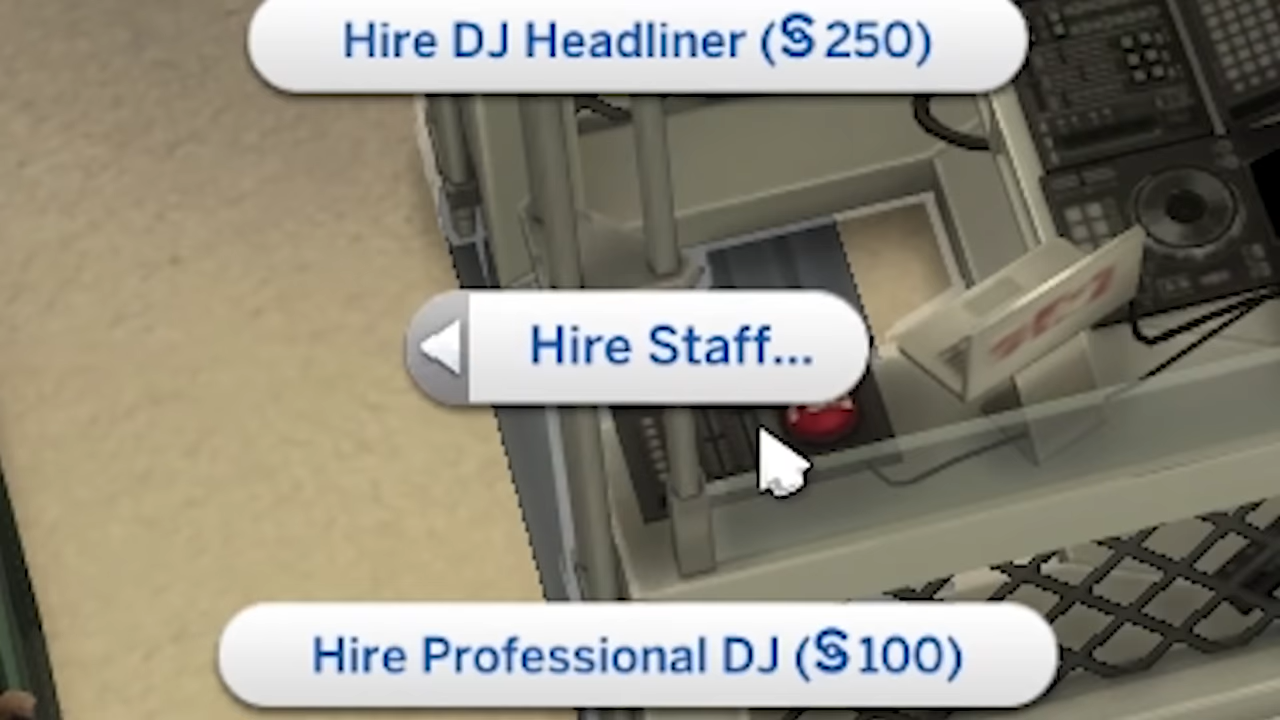 Hire DJ Headliner (§250)
Hire Staff...
Hire Professional DJ (§100)